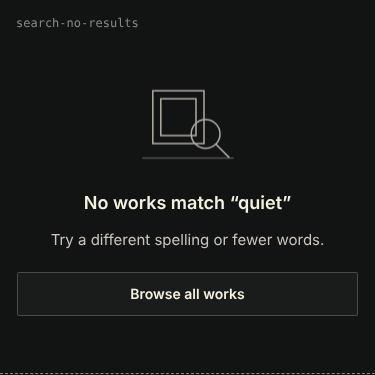 search-no-results
No works match “quiet”
Try a different spelling or fewer words.
Browse all works